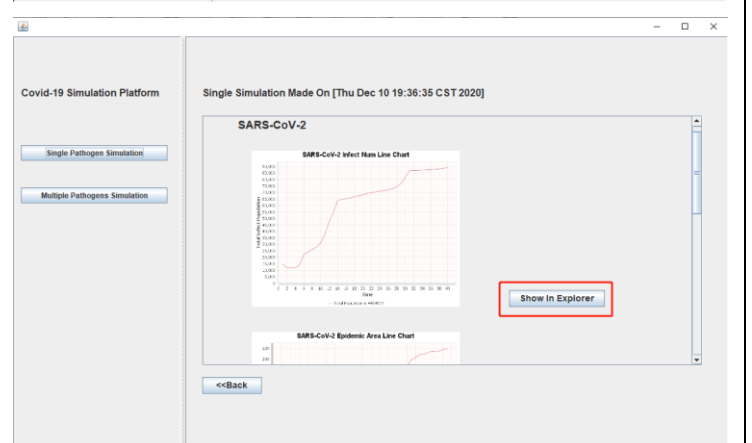 Covid-19 Simulation Platform
Single Pathogen Simulation
Multiple Pathogens Simulation
Single Simulation Made On [Thu Dec 10 19:36:35 CST 2020]
SARS-CoV-2
SARS-CoV-2 Infect Num Line Chart
Time
Show In Explorer
SARS-CoV-2 Epidemic Area Line Chart
<<Back